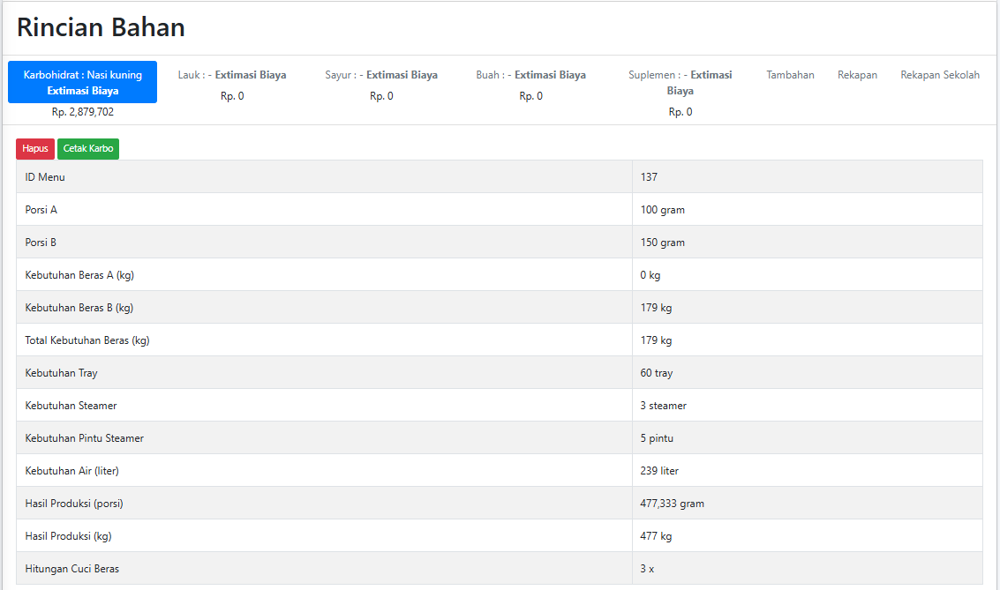 Rincian Bahan
Karbohidrat : Nasi kuning
Extimasi Biaya
Rp. 2,879,702
Lauk : - Extimasi Biaya
Rp. 0
Sayur : - Extimasi Biaya
Rp. 0
Buah : - Extimasi Biaya
Rp. 0
Suplemen : - Extimasi
Biaya
Rp. 0
Tambahan
Rekapan
Rekapan Sekolah
Hapus Cetak Karbo
ID Menu 137
Porsi A 100 gram
Porsi B 150 gram
Kebutuhan Beras A (kg) 0 kg
Kebutuhan Beras B (kg) 179 kg
Total Kebutuhan Beras (kg) 179 kg
Kebutuhan Tray 60 tray
Kebutuhan Steamer 3 steamer
Kebutuhan Pintu Steamer 5 pintu
Kebutuhan Air (liter) 239 liter
Hasil Produksi (porsi) 477,333 gram
Hasil Produksi (kg) 477 kg
Hitungan Cuci Beras 3 x